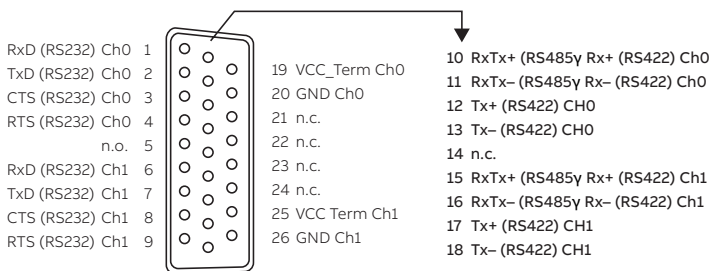 RxD (RS232) Ch0 1
TxD (RS232) Ch0 2
CTS (RS232) Ch0 3
RTS (RS232) Ch0 4
n.o. 5
RxD (RS232) Ch1 6
TxD (RS232) Ch1 7
CTS (RS232) Ch1 8
RTS (RS232) Ch1 9
19 VCC_Term Ch0
20 GND Ch0
21 n.c.
22 n.c.
23 n.c.
24 n.c.
25 VCC Term Ch1
26 GND Ch1
10 RxTx+ (RS485γ Rx+ (RS422) Ch0
11 RxTx– (RS485γ Rx– (RS422) Ch0
12 Tx+ (RS422) CH0
13 Tx– (RS422) CH0
14 n.c.
15 RxTx+ (RS485γ Rx+ (RS422) Ch1
16 RxTx– (RS485γ Rx– (RS422) Ch1
17 Tx+ (RS422) CH1
18 Tx– (RS422) CH1